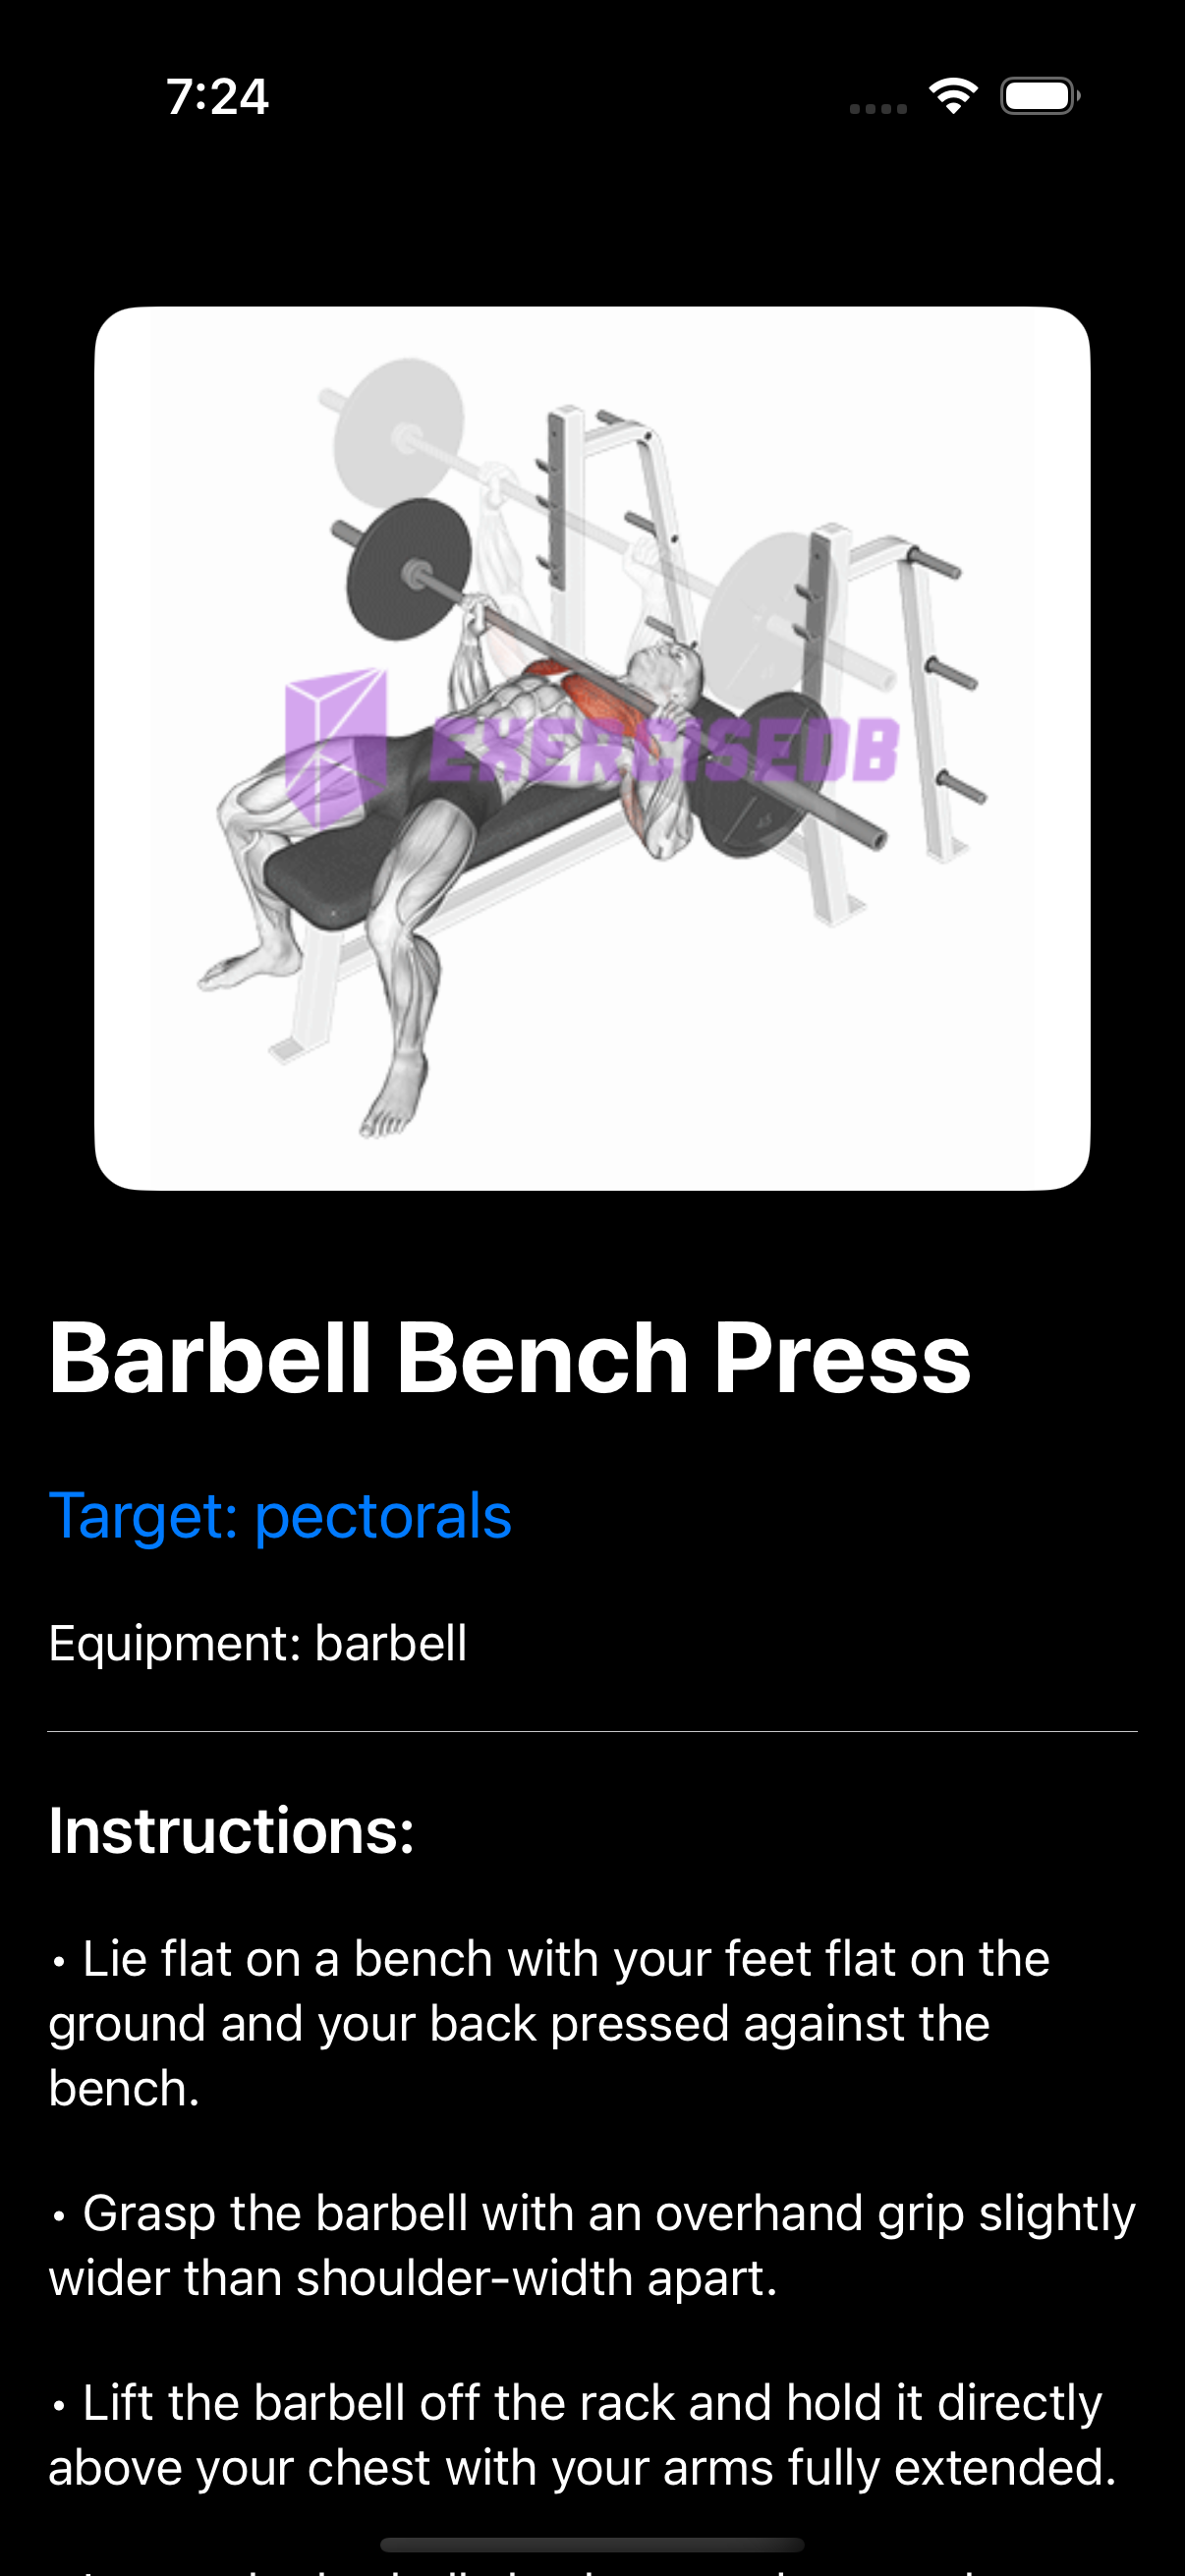 7:24
EXERCISEDB
Barbell Bench Press
Target: pectorals
Equipment: barbell
Instructions:
• Lie flat on a bench with your feet flat on the
ground and your back pressed against the
bench.
• Grasp the barbell with an overhand grip slightly
wider than shoulder-width apart.
• Lift the barbell off the rack and hold it directly
above your chest with your arms fully extended.